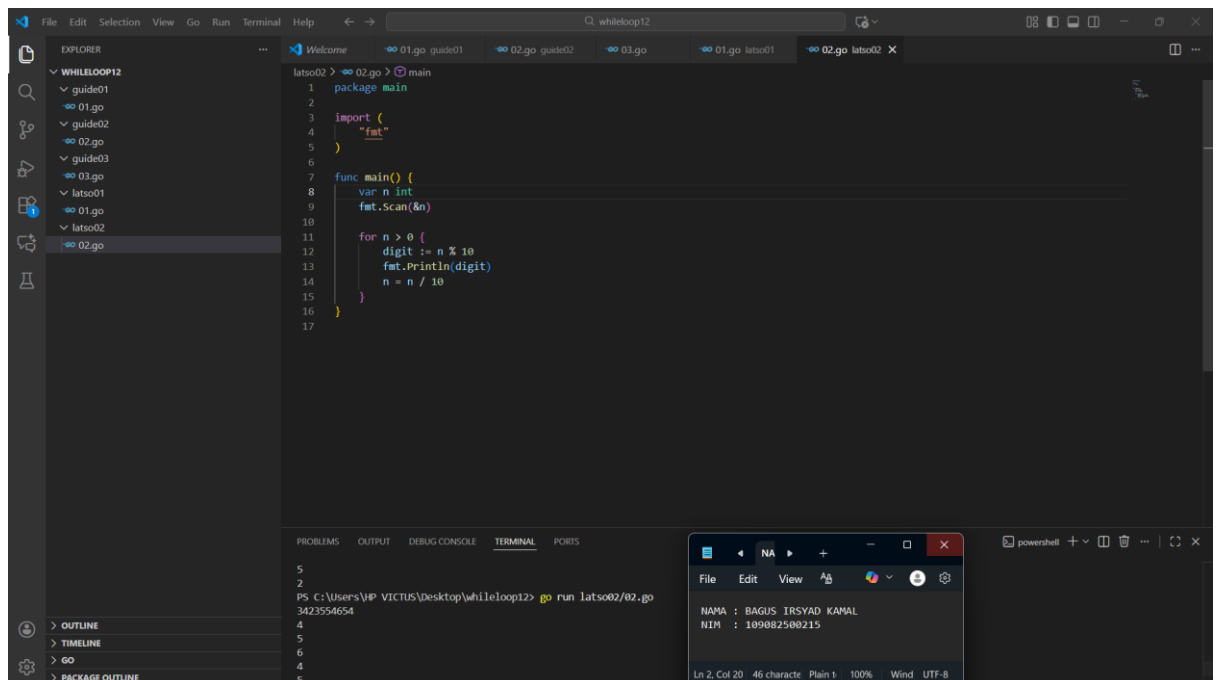 File Edit Selection View Go Run Terminal Help
whileloop12
EXPLORER
WHILELOOP12
guide01
01.go
guide02
02.go
guide03
03.go
latso01
01.go
latso02
02.go
OUTLINE
TIMELINE
GO
PACKAGE OUTLINE
Welcome 01.go guide01 02.go guide02 03.go 01.go latso01 02.go latso02
latso02 > 02.go > main
1 package main
2
3 import (
4 "fmt"
5 )
6
7 func main() {
8 var n int
9 fmt.Scan(&n)
10
11 for n > 0 {
12 digit := n % 10
13 fmt.Println(digit)
14 n = n / 10
15 }
16 }
17
PROBLEMS OUTPUT DEBUG CONSOLE TERMINAL PORTS
powershell
5
2
PS C:\Users\HP VICTUS\Desktop\whileloop12> go run latso02/02.go
3423554654
4
5
6
4
5
NA
File Edit View
NAMA : BAGUS IRSYAD KAMAL
NIM : 109082500215
Ln 2, Col 20 46 characte Plain t 100% Wind UTF-8